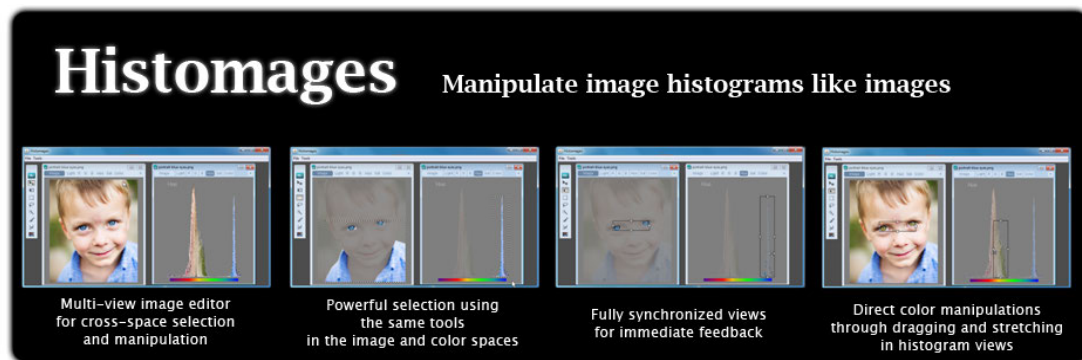 Histomages
Manipulate image histograms like images
Multi-view image editor
for cross-space selection
and manipulation
Powerful selection using
the same tools
in the image and color spaces
Fully synchronized views
for immediate feedback
Direct color manipulations
through dragging and stretching
in histogram views